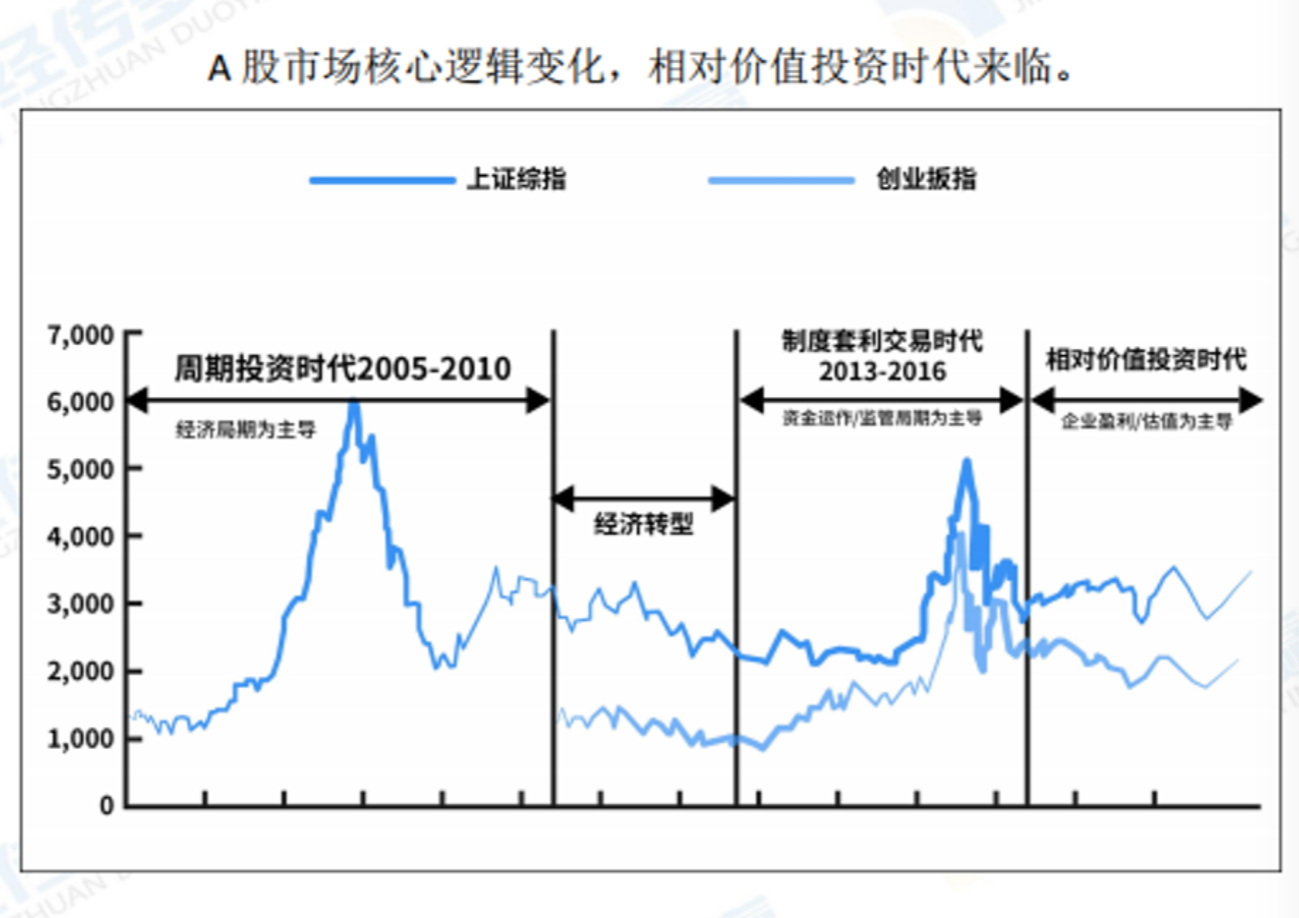 A 股市场核心逻辑变化，相对价值投资时代来临。
上证综指
创业扳指
7,000
6,000
5,000
4,000
3,000
2,000
1,000
0
周期投资时代2005-2010
经济局期为主导
经济转型
制度套利交易时代
2013-2016
资金运作/监管局期为主导
相对价值投资时代
企业盈利/估值为主导